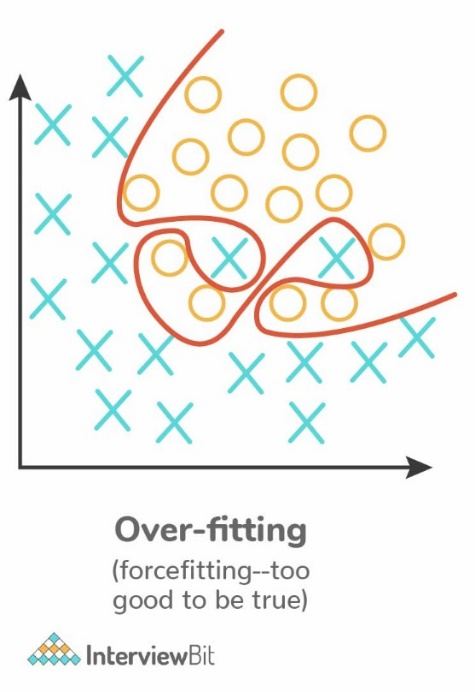 Over-fitting
(forcefitting--too
good to be true)
InterviewBit